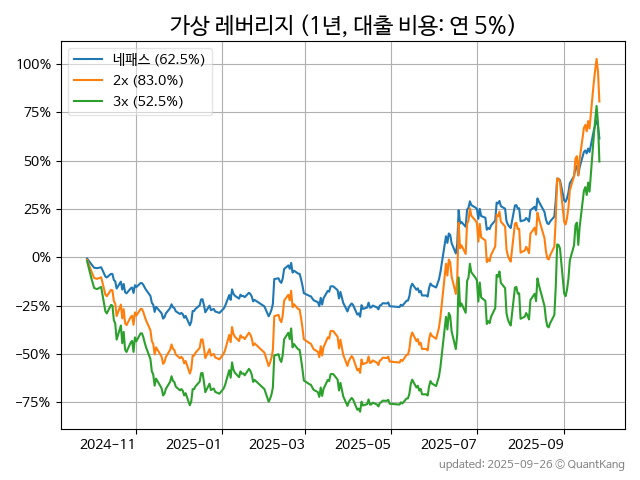 가상 레버리지 (1년, 대출 비용: 연 5%)
네패스 (62.5%)
2x (83.0%)
3x (52.5%)
100%
75%
50%
25%
0%
−25%
−50%
−75%
2024-11
2025-01
2025-03
2025-05
2025-07
2025-09
updated: 2025-09-26 © QuantKang